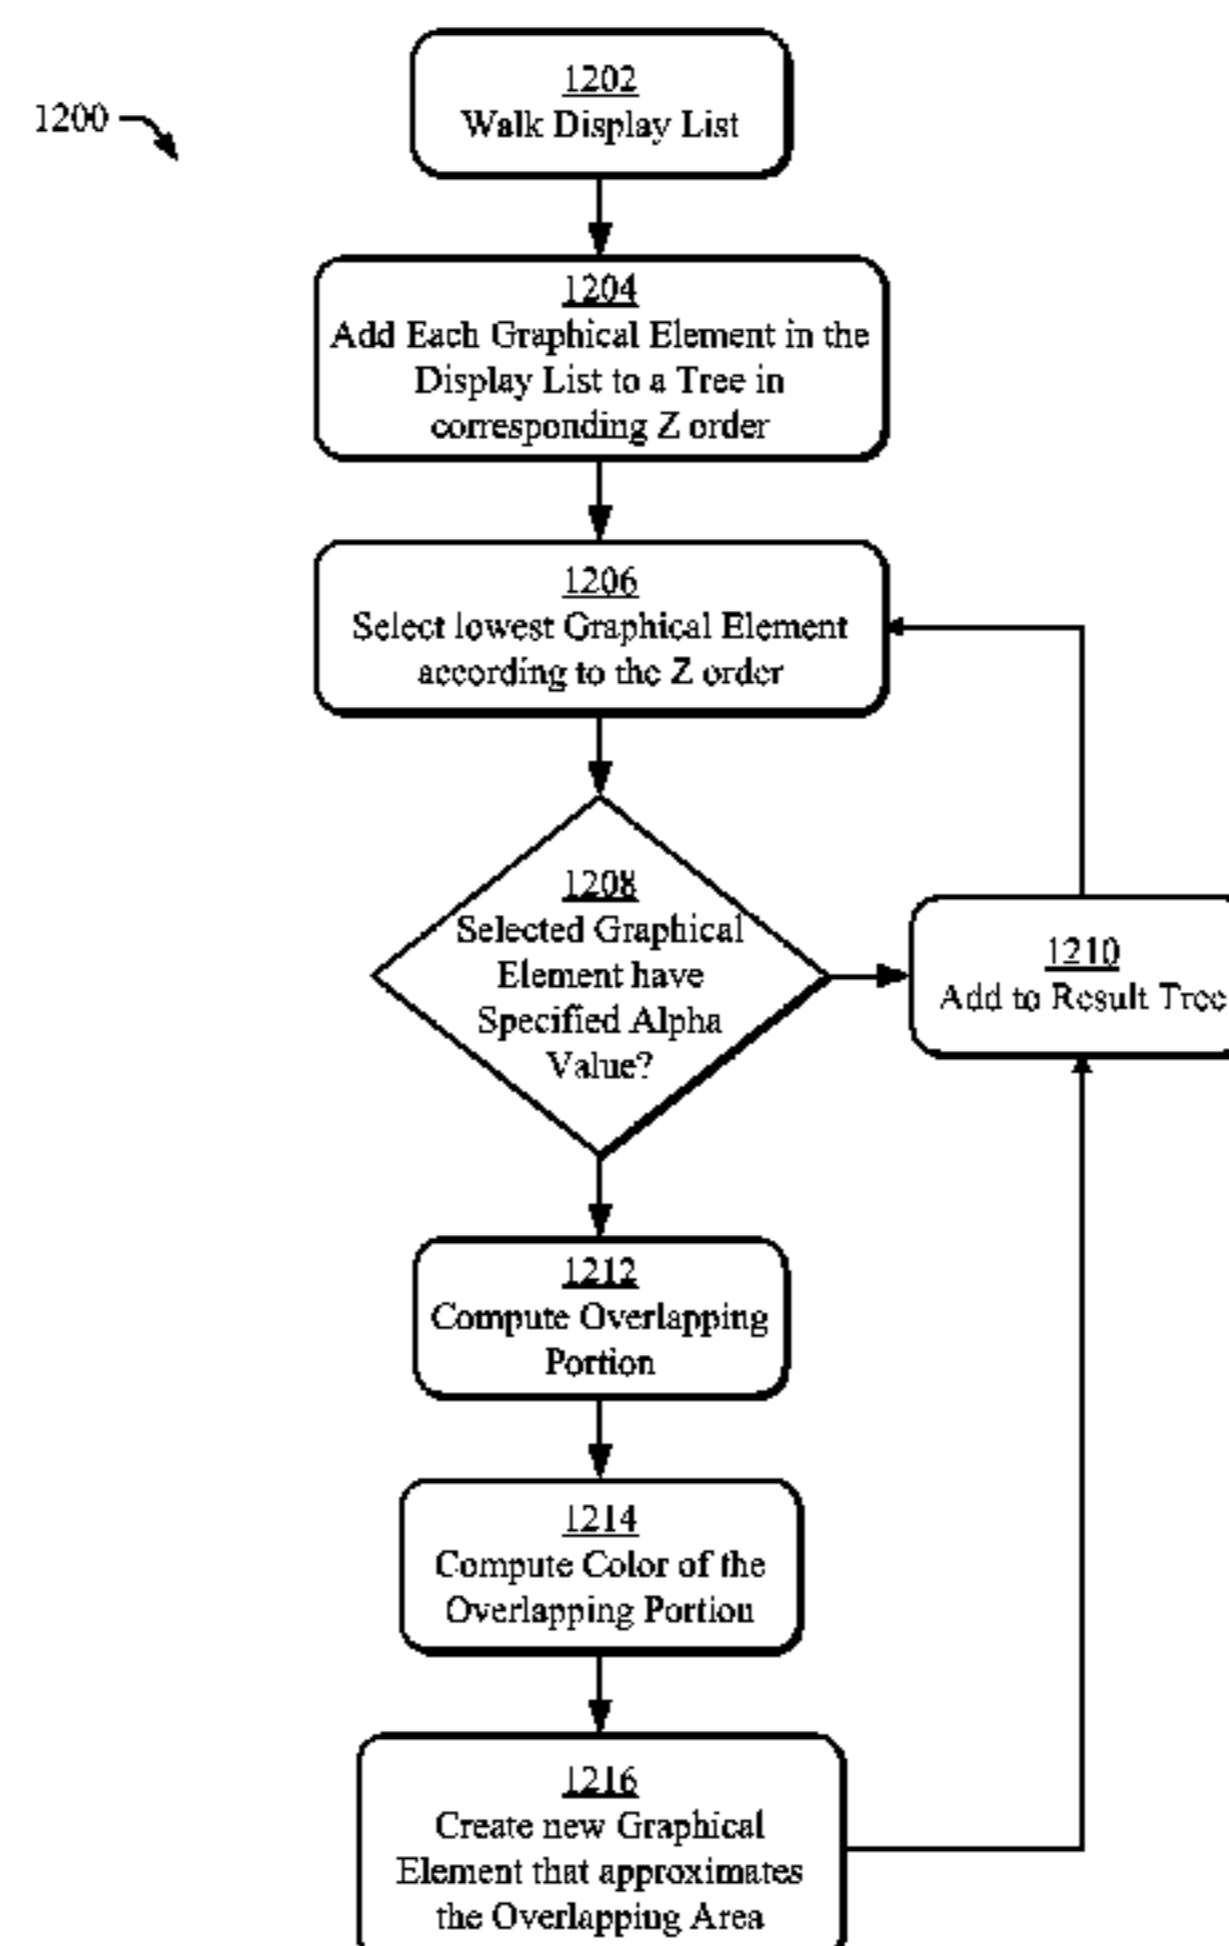 1200
1202
Walk Display List
1204
Add Each Graphical Element in the
Display List to a Tree in
corresponding Z order
1206
Select lowest Graphical Element
according to the Z order
1208
Selected Graphical
Element have
Specified Alpha
Value?
1210
Add to Result Tree
1212
Compute Overlapping
Portion
1214
Compute Color of the
Overlapping Portion
1216
Create new Graphical
Element that approximates
the Overlapping Area